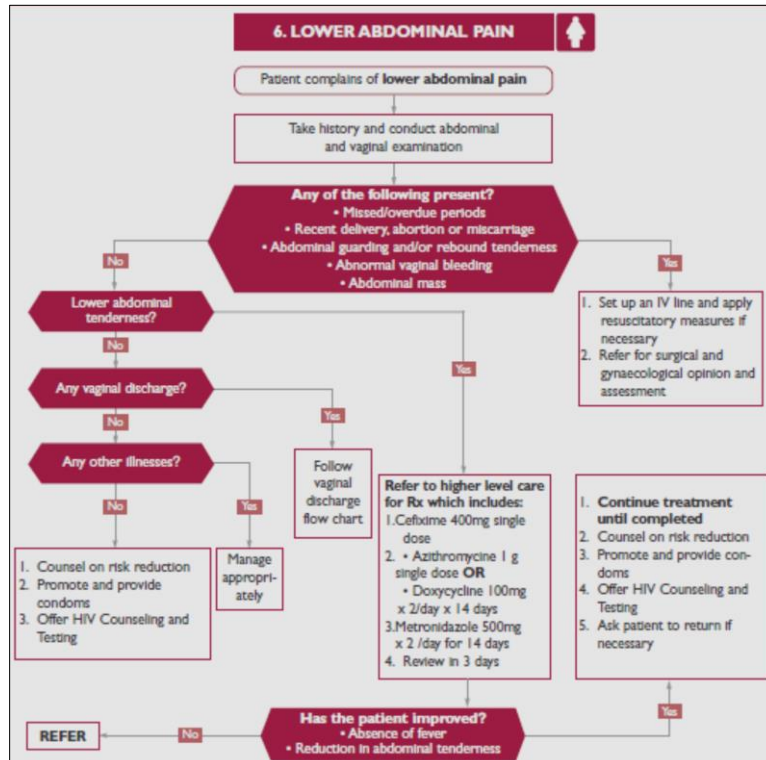 6. LOWER ABDOMINAL PAIN
Patient complains of lower abdominal pain
Take history and conduct abdominal
and vaginal examination
Any of the following present?
• Missed/overdue periods
• Recent delivery, abortion or miscarriage
• Abdominal guarding and/or rebound tenderness
• Abnormal vaginal bleeding
• Abdominal mass
No
Yes
Lower abdominal
tenderness?
1. Set up an IV line and apply
resuscitatory measures if
necessary
2. Refer for surgical and
gynaecological opinion and
assessment
No
Yes
Any vaginal discharge?
No
Yes
Any other illnesses?
Follow
vaginal
discharge
flow chart
No
Yes
1. Counsel on risk reduction
2. Promote and provide
condoms
3. Offer HIV Counseling and
Testing
Manage
appropri-
ately
Refer to higher level care
for Rx which includes:
1.Cefixime 400mg single
dose
2. • Azithromycine 1 g
single dose OR
• Doxycycline 100mg
x 2/day x 14 days
3.Metronidazole 500mg
x 2 /day for 14 days
4. Review in 3 days
1. Continue treatment
until completed
2. Counsel on risk reduction
3. Promote and provide con-
doms
4. Offer HIV Counseling and
Testing
5. Ask patient to return if
necessary
Has the patient improved?
• Absence of fever
• Reduction in abdominal tenderness
Yes
No
REFER